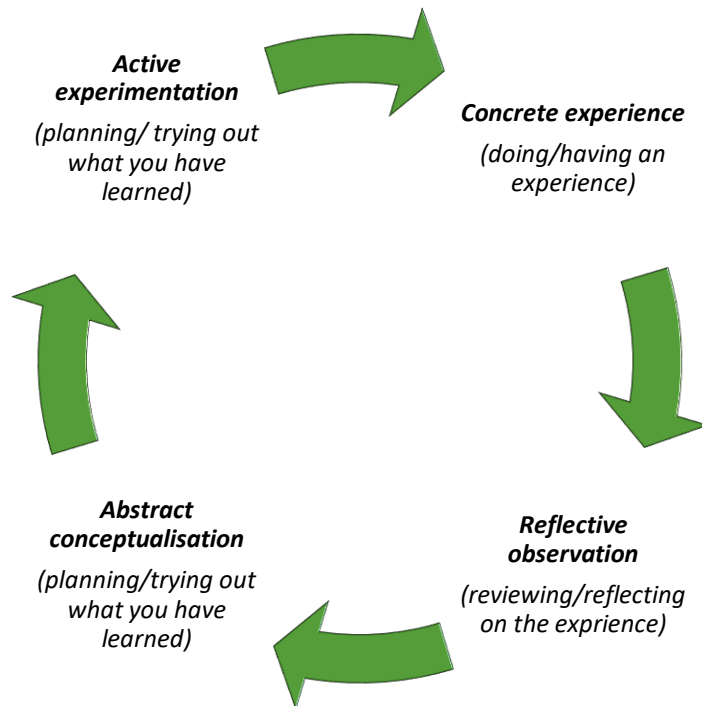 Active
experimentation
(planning/ trying out
what you have
learned)
Concrete experience
(doing/having an
experience)
Reflective
observation
(reviewing/reflecting
on the exprience)
Abstract
conceptualisation
(planning/trying out
what you have
learned)